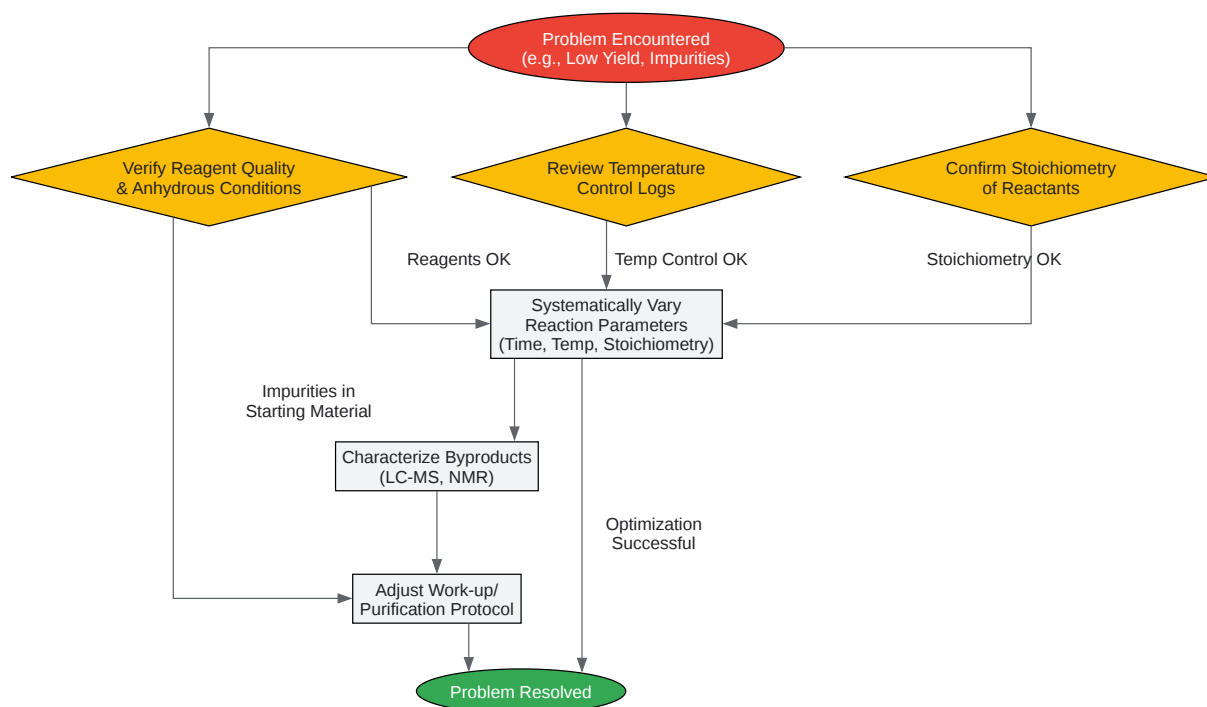 Problem Encountered
(e.g., Low Yield, Impurities)
Verify Reagent Quality
& Anhydrous Conditions
Review Temperature
Control Logs
Confirm Stoichiometry
of Reactants
Reagents OK
Temp Control OK
Stoichiometry OK
Systematically Vary
Reaction Parameters
(Time, Temp, Stoichiometry)
Impurities in
Starting Material
Characterize Byproducts
(LC-MS, NMR)
Optimization
Successful
Adjust Work-up/
Purification Protocol
Problem Resolved